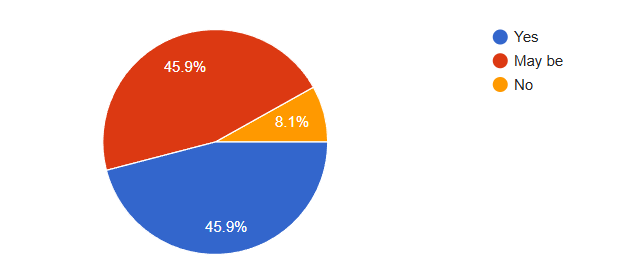 Yes
May be
No
45.9%
8.1%
45.9%